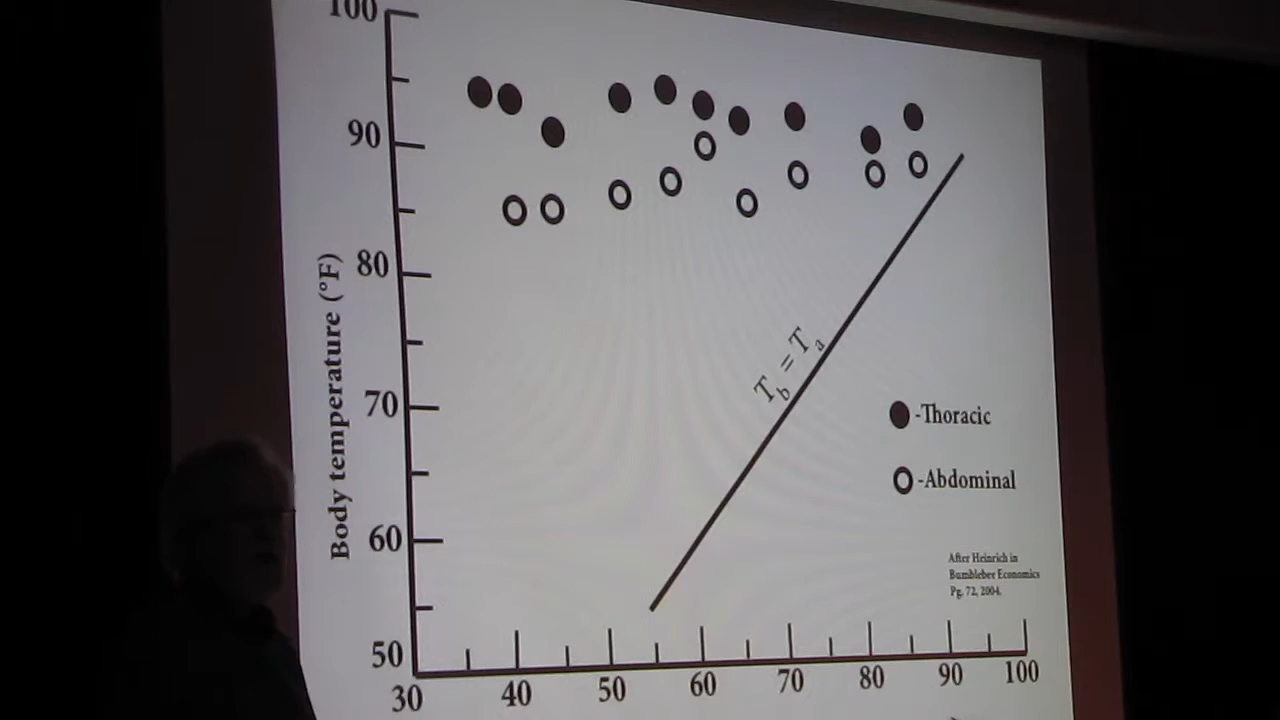 100
90
80
70
60
50
Body temperature (°F)
T_b = T_a
-Thoracic
-Abdominal
After Heinrich in
Bumblebee Economics
Pg. 72, 2004.
30 40 50 60 70 80 90 100